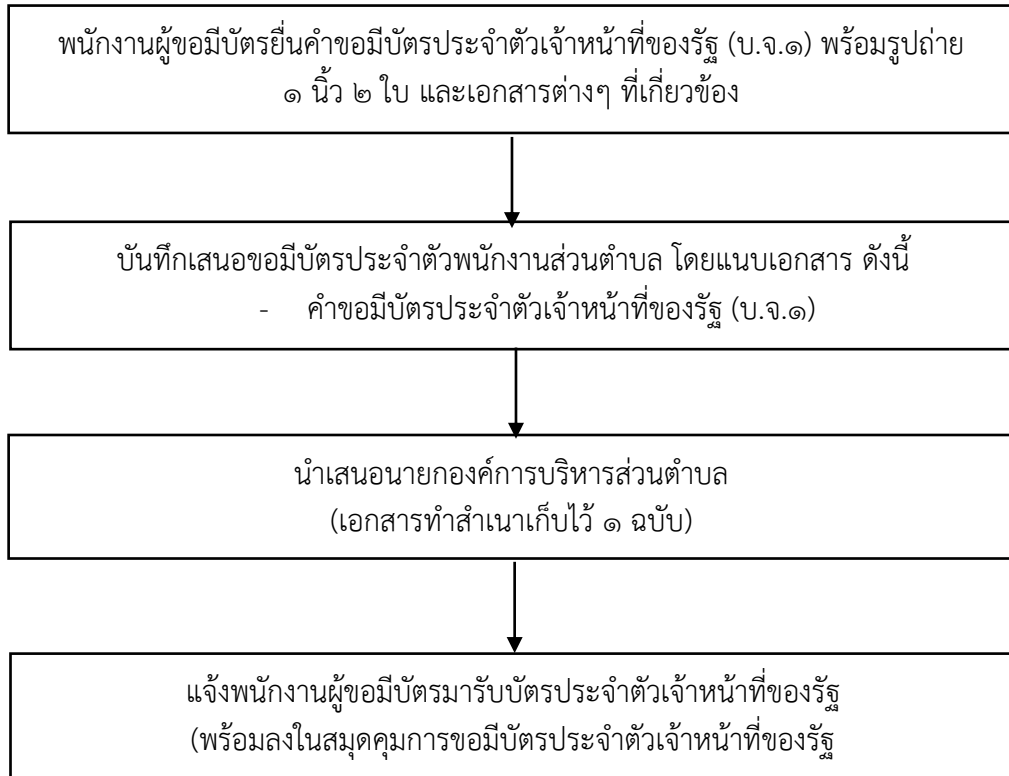 พนักงานผู้ขอมีบัตรยื่นคำขอมีบัตรประจำตัวเจ้าหน้าที่ของรัฐ (บ.จ.๑) พร้อมรูปถ่าย
๑ นิ้ว ๒ ใบ และเอกสารต่างๆ ที่เกี่ยวข้อง
บันทึกเสนอขอมีบัตรประจำตัวพนักงานส่วนตำบล โดยแนบเอกสาร ดังนี้
- คำขอมีบัตรประจำตัวเจ้าหน้าที่ของรัฐ (บ.จ.๑)
นำเสนอนายกองค์การบริหารส่วนตำบล
(เอกสารทำสำเนาเก็บไว้ ๑ ฉบับ)
แจ้งพนักงานผู้ขอมีบัตรมารับบัตรประจำตัวเจ้าหน้าที่ของรัฐ
(พร้อมลงในสมุดคุมการขอมีบัตรประจำตัวเจ้าหน้าที่ของรัฐ